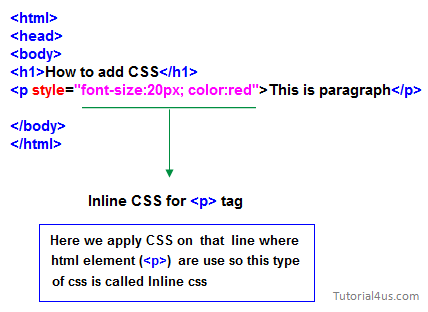 <html>
<head>
<body>
<h1>How to add CSS</h1>
<p style="font-size:20px; color:red">This is paragraph</p>
</body>
</html>
Inline CSS for <p> tag
Here we apply CSS on that line where
html element (<p>) are use so this type
of css is called Inline css
Tutorial4us.com